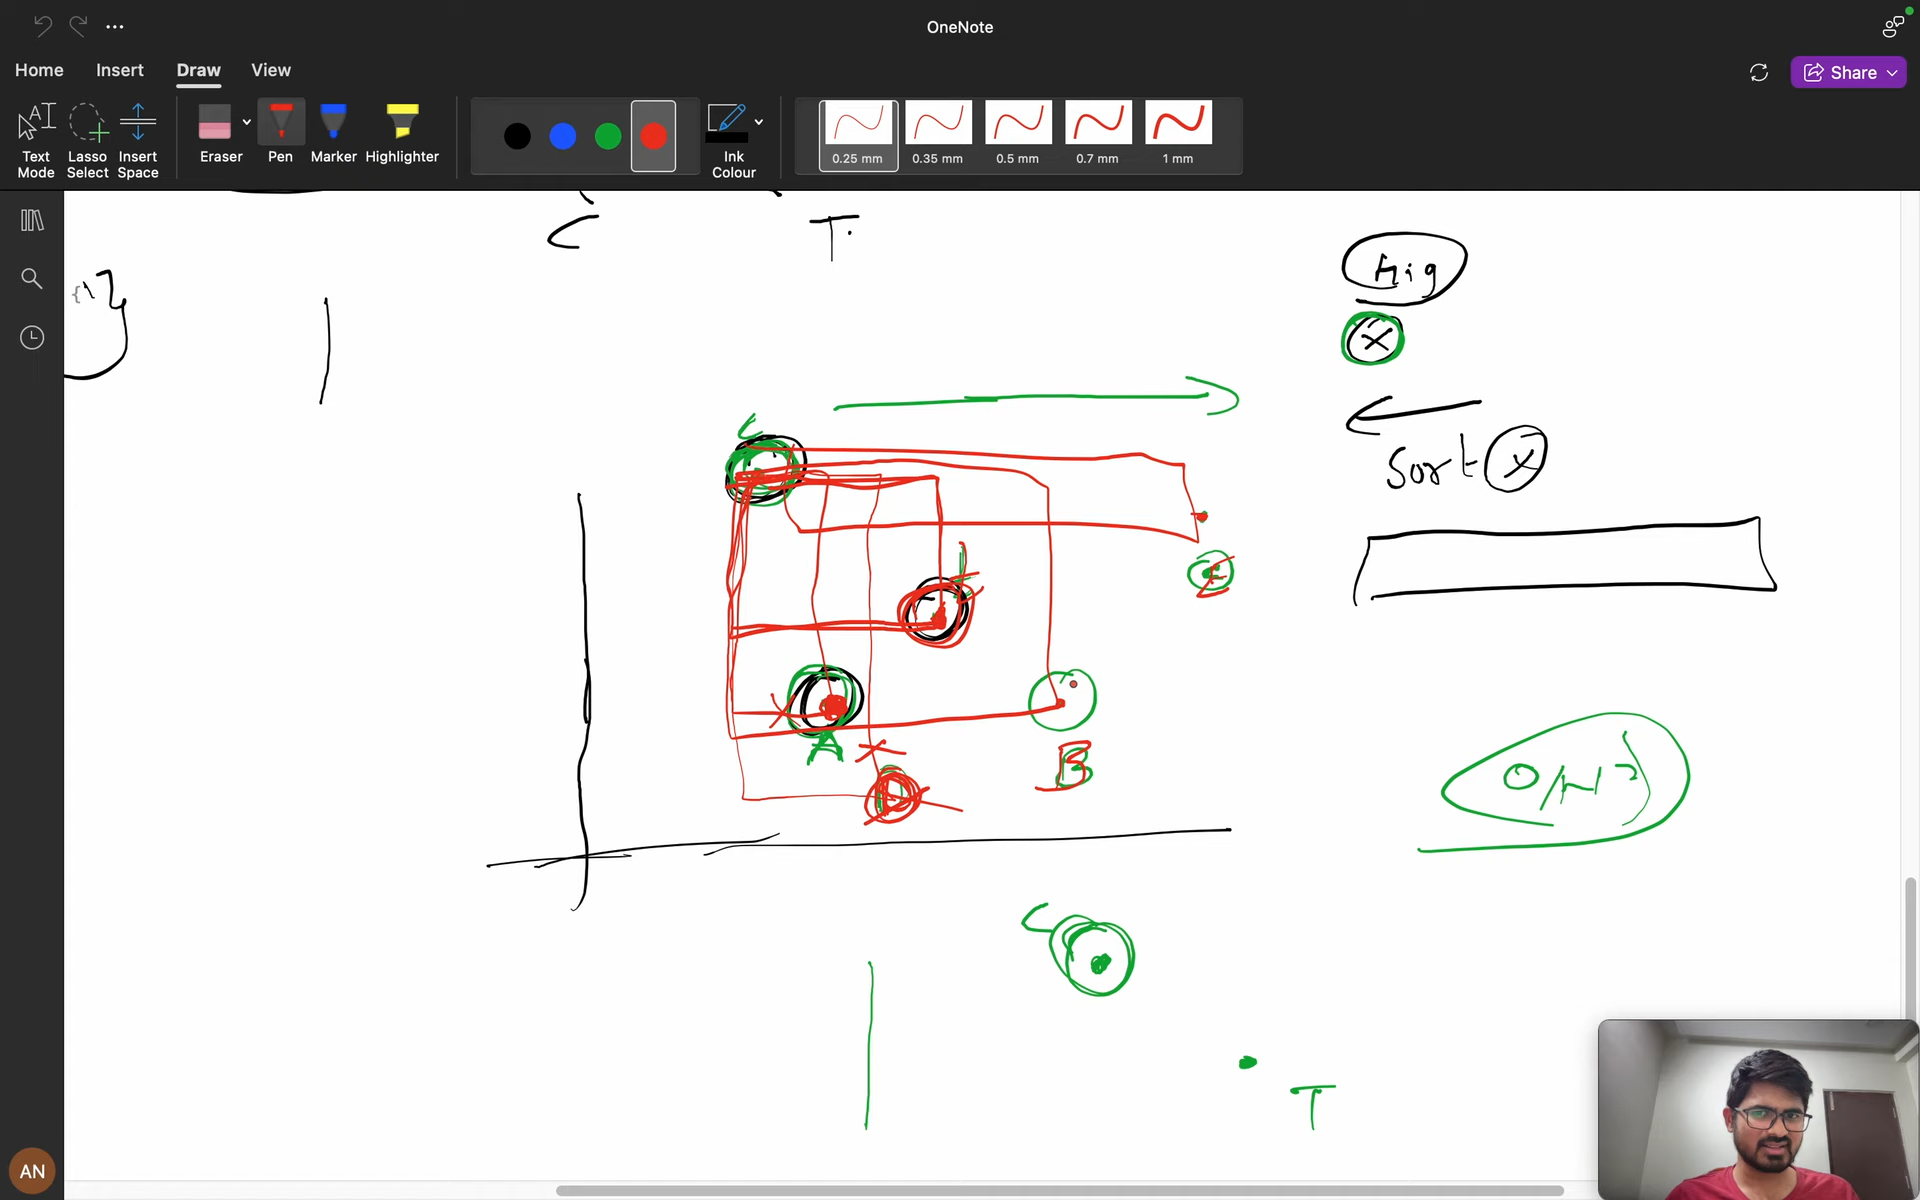 OneNote
Home Insert Draw View
Share
Text Mode
Lasso Select
Insert Space
Eraser
Pen
Marker
Highlighter
Ink Colour
0.25 mm
0.35 mm
0.5 mm
0.7 mm
1 mm
C T
Hig
X
Sort X
C
A
B
C
T
AN